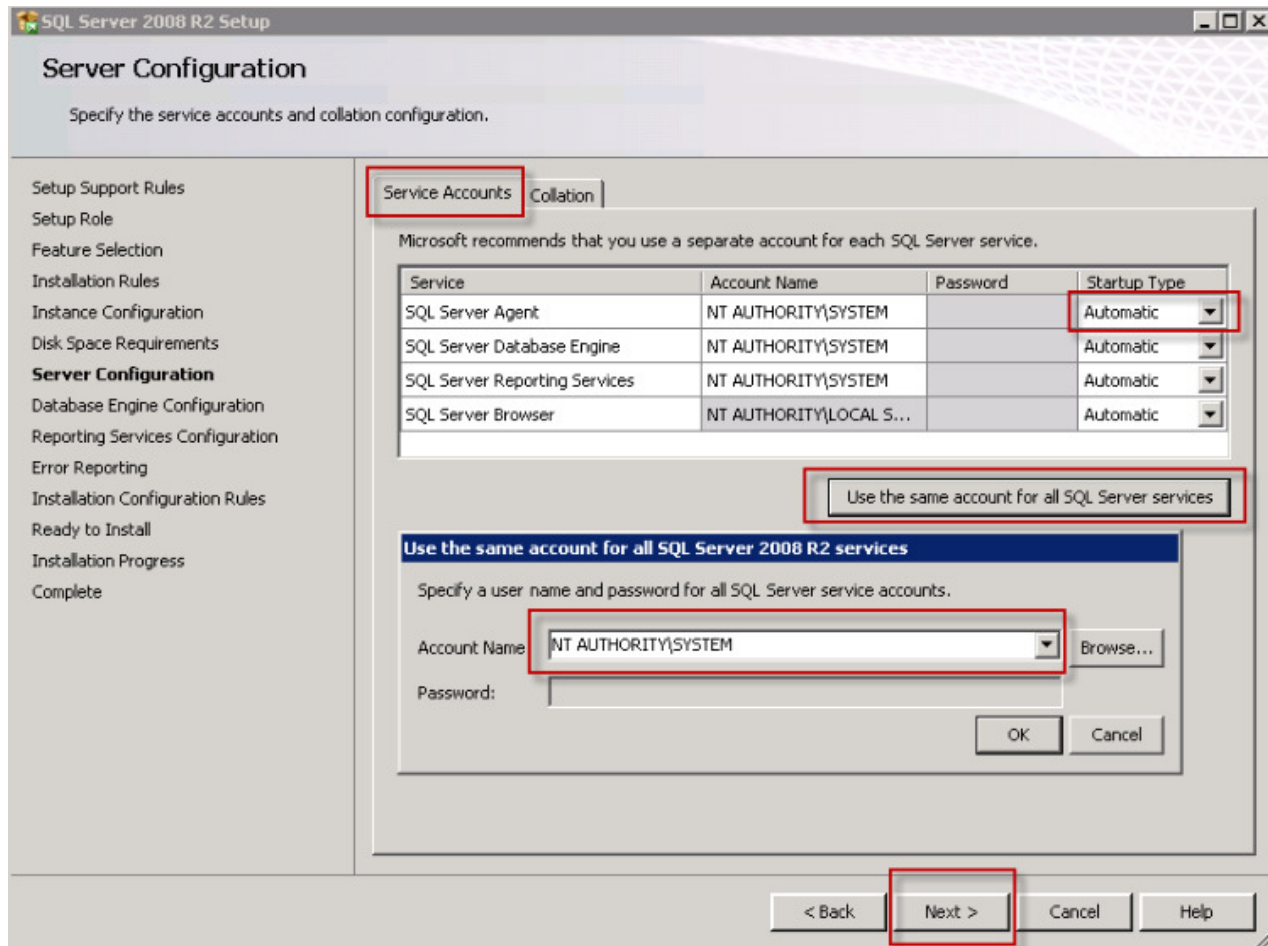 SQL Server 2008 R2 Setup
Server Configuration
Specify the service accounts and collation configuration.
Setup Support Rules
Setup Role
Feature Selection
Installation Rules
Instance Configuration
Disk Space Requirements
Server Configuration
Database Engine Configuration
Reporting Services Configuration
Error Reporting
Installation Configuration Rules
Ready to Install
Installation Progress
Complete
Service Accounts Collation
Microsoft recommends that you use a separate account for each SQL Server service.
Service Account Name Password Startup Type
SQL Server Agent NT AUTHORITY\SYSTEM Automatic
SQL Server Database Engine NT AUTHORITY\SYSTEM Automatic
SQL Server Reporting Services NT AUTHORITY\SYSTEM Automatic
SQL Server Browser NT AUTHORITY\LOCAL S... Automatic
Use the same account for all SQL Server services
Use the same account for all SQL Server 2008 R2 services
Specify a user name and password for all SQL Server service accounts.
Account Name NT AUTHORITY\SYSTEM Browse...
Password:
OK Cancel
< Back Next > Cancel Help